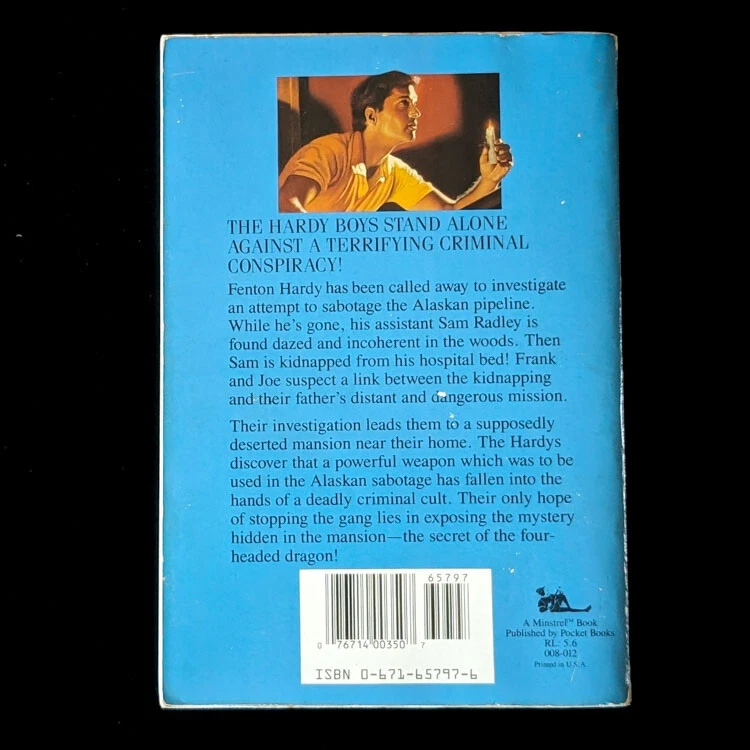 THE HARDY BOYS STAND ALONE
AGAINST A TERRIFYING CRIMINAL
CONSPIRACY!
Fenton Hardy has been called away to investigate
an attempt to sabotage the Alaskan pipeline.
While he's gone, his assistant Sam Radley is
found dazed and incoherent in the woods. Then
Sam is kidnapped from his hospital bed! Frank
and Joe suspect a link between the kidnapping
and their father's distant and dangerous mission.
Their investigation leads them to a supposedly
deserted mansion near their home. The Hardys
discover that a powerful weapon which was to be
used in the Alaskan sabotage has fallen into the
hands of a deadly criminal cult. Their only hope
of stopping the gang lies in exposing the mystery
hidden in the mansion—the secret of the four-
headed dragon!
65797
0 76714 00350 7
ISBN 0-671-65797-6
A Minstrel™ Book
Published by Pocket Books
RL: 5.6
008-012
Printed in U.S.A.